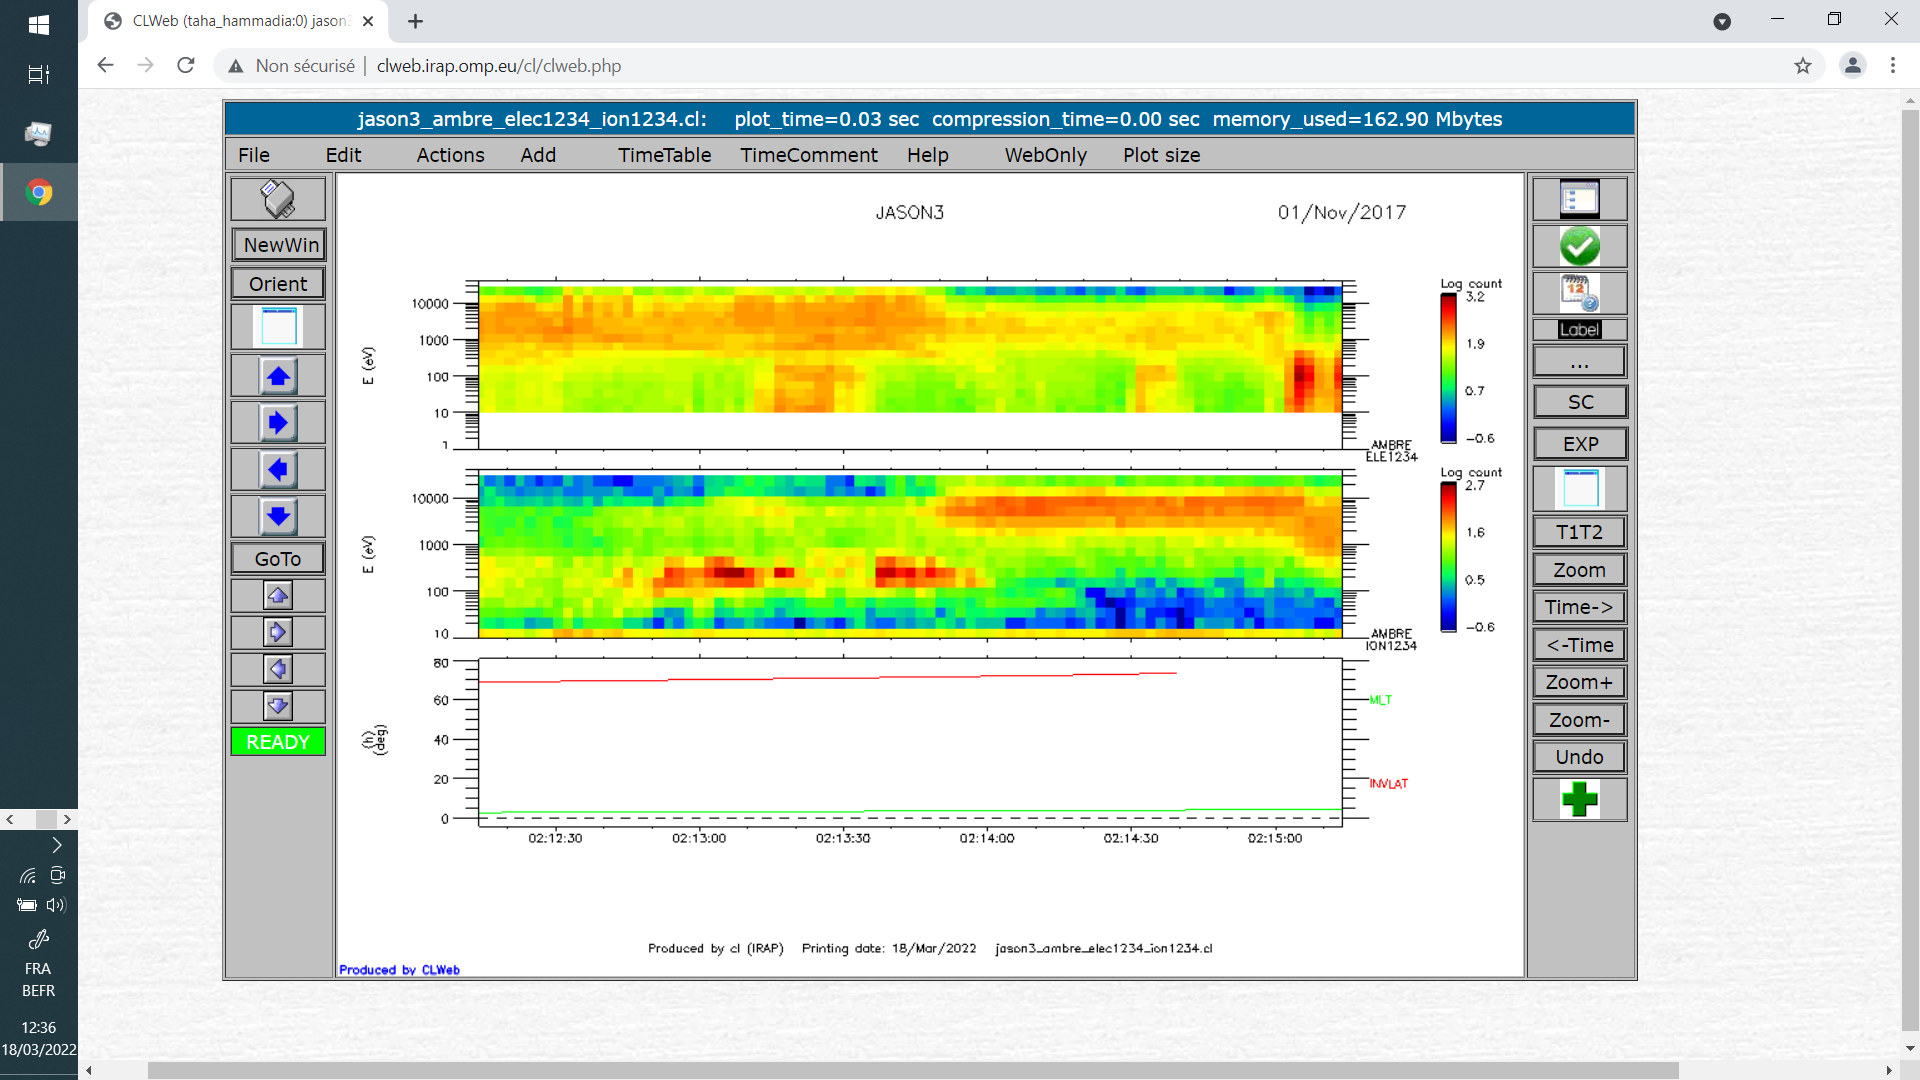 CLWeb (taha_hammadia:0) jason3
Non sécurisé | clweb.irap.omp.eu/cl/clweb.php
jason3_ambre_elec1234_ion1234.cl: plot_time=0.03 sec compression_time=0.00 sec memory_used=162.90 Mbytes
File Edit Actions Add TimeTable TimeComment Help WebOnly Plot size
NewWin
Orient
GoTo
READY
JASON3 01/Nov/2017
Log count
3.2
1.9
0.7
-0.6
E (eV)
10000
1000
100
10
1
AMBRE
ELE1234
Log count
2.7
1.6
0.5
-0.6
E (eV)
10000
1000
100
10
AMBRE
ION1234
80
60
40
20
0
(h)
(deg)
MLT
INVLAT
02:12:30 02:13:00 02:13:30 02:14:00 02:14:30 02:15:00
Produced by cl (IRAP) Printing date: 18/Mar/2022 jason3_ambre_elec1234_ion1234.cl
Produced by CLWeb
12
Label
...
SC
EXP
T1T2
Zoom
Time->
<-Time
Zoom+
Zoom-
Undo
FRA
BEFR
12:36
18/03/2022